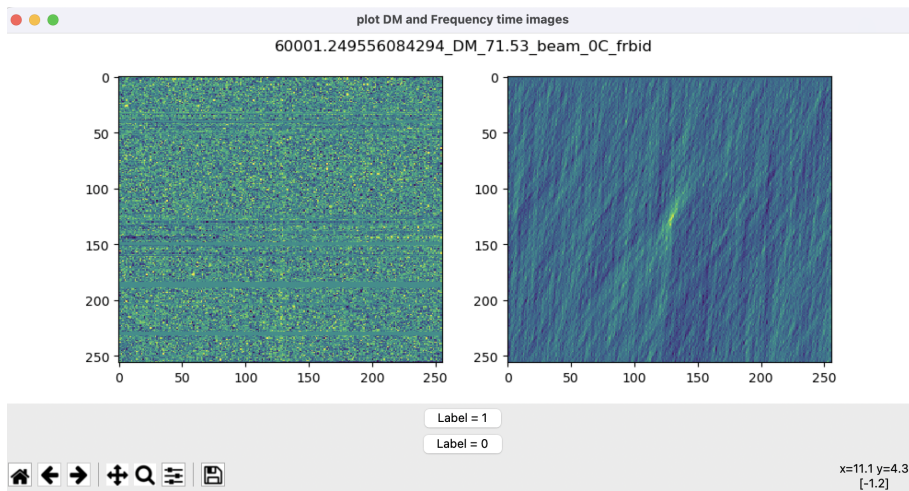 plot DM and Frequency time images
60001.249556084294_DM_71.53_beam_0C_frbid
0
50
100
150
200
250
0 50 100 150 200 250
0
50
100
150
200
250
0 50 100 150 200 250
Label = 1
Label = 0
x=11.1 y=4.3
[-1.2]